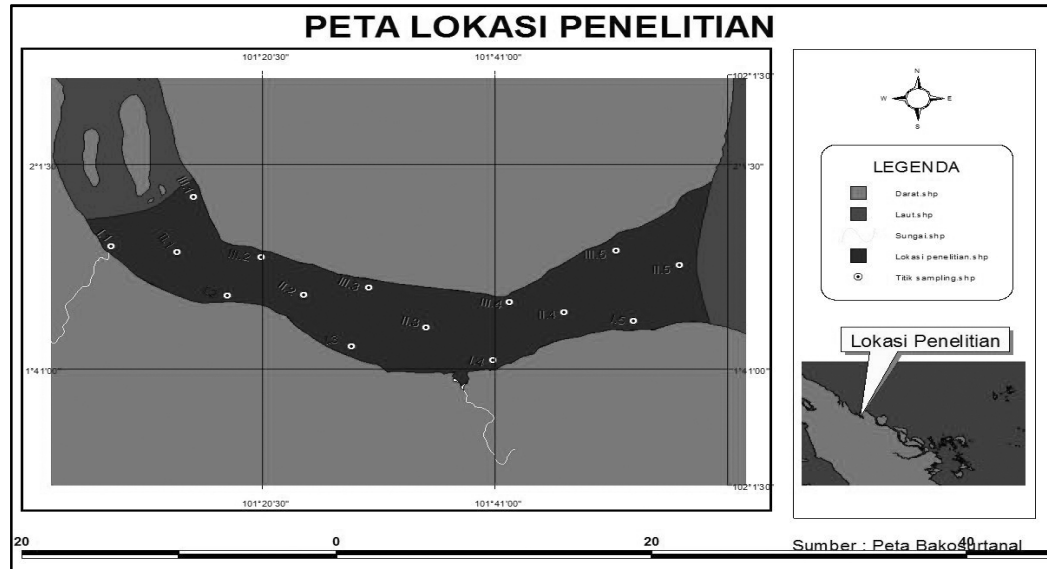 PETA LOKASI PENELITIAN
101°20'30" 101°41'00"
102°1'30"
2°1'30" 2°1'30"
III.1
I.1
II.1
III.2
III.5
II.5
II.2
III.3
III.4
II.4
II.3
I.5
I.3
I.4
1°41'00" 1°41'00"
101°20'30" 101°41'00"
102°1'30"
N
W E
S
LEGENDA
Darat.shp
Laut.shp
Sungai.shp
Lokasi penelitian.shp
Titik sampling.shp
Lokasi Penelitian
20 0 20 40
Sumber : Peta Bakosurtanal